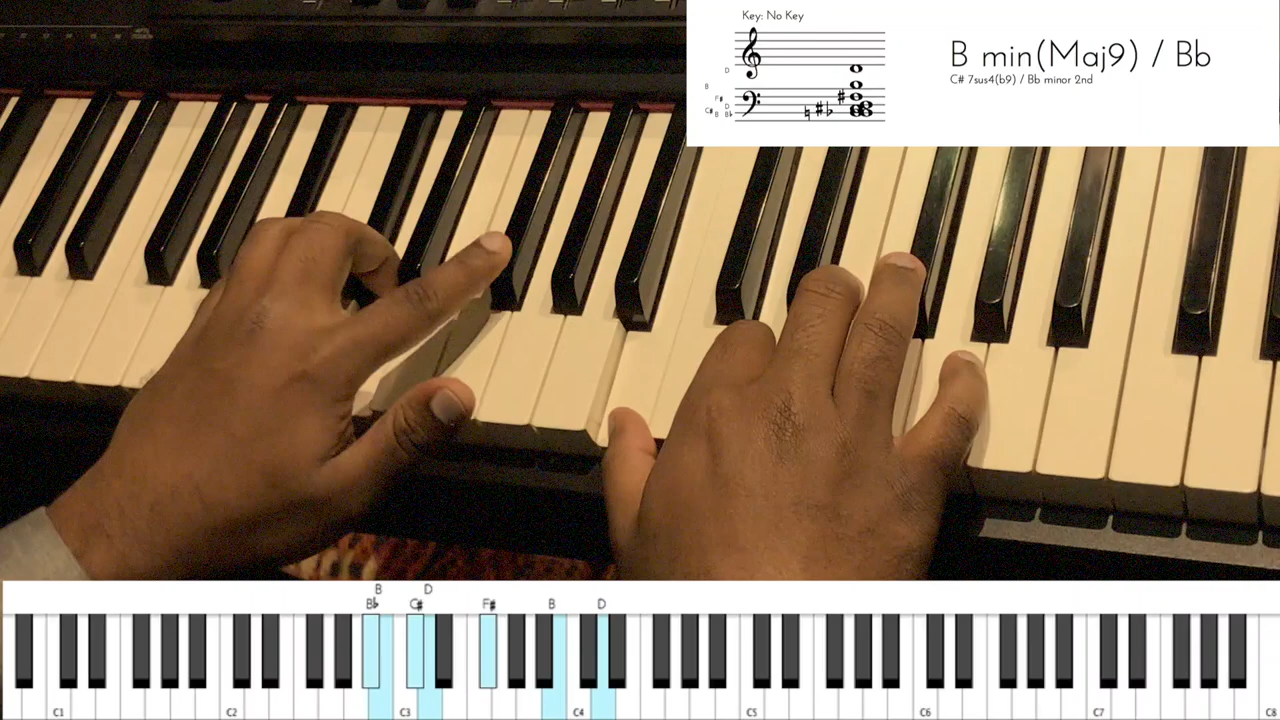 Key: No Key
B min(Maj9) / Bb
C# 7sus4(b9) / Bb minor 2nd
D
B
F#
D
C# B Bb
B D
Bb C# F# B D
C1 C2 C3 C4 C5 C6 C7 C8